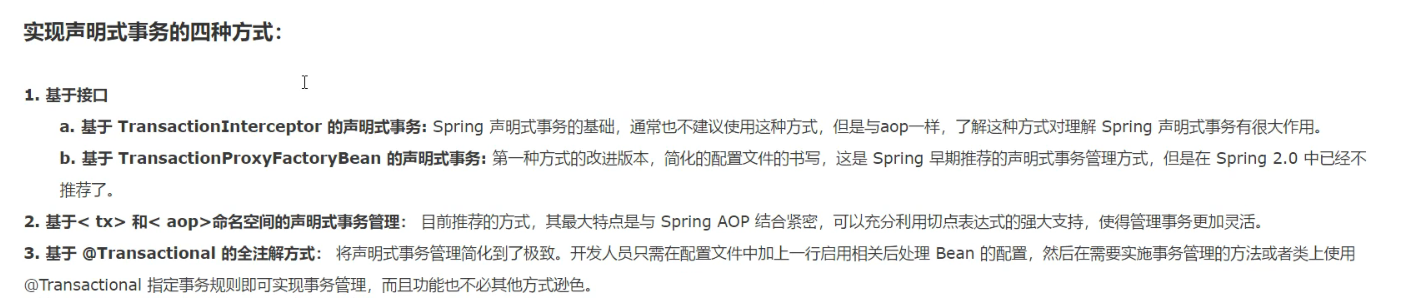 实现声明式事务的四种方式：
1. 基于接口
a. 基于 TransactionInterceptor 的声明式事务: Spring 声明式事务的基础，通常也不建议使用这种方式，但是与aop一样，了解这种方式对理解 Spring 声明式事务有很大作用。
b. 基于 TransactionProxyFactoryBean 的声明式事务: 第一种方式的改进版本，简化的配置文件的书写，这是 Spring 早期推荐的声明式事务管理方式，但是在 Spring 2.0 中已经不
推荐了。
2. 基于< tx> 和< aop>命名空间的声明式事务管理： 目前推荐的方式，其最大特点是与 Spring AOP 结合紧密，可以充分利用切点表达式的强大支持，使得管理事务更加灵活。
3. 基于 @Transactional 的全注解方式： 将声明式事务管理简化到了极致。开发人员只需在配置文件中加上一行启用相关后处理 Bean 的配置，然后在需要实施事务管理的方法或者类上使用
@Transactional 指定事务规则即可实现事务管理，而且功能也不必其他方式逊色。